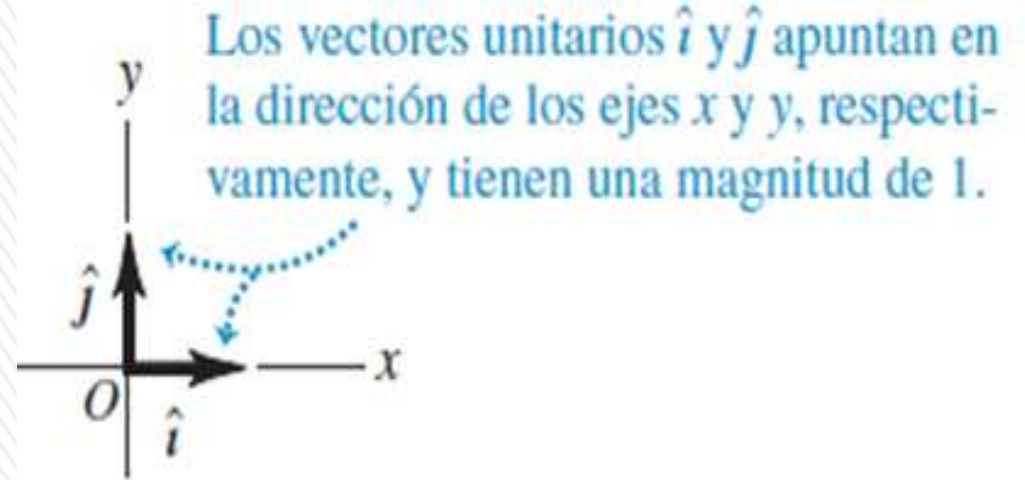 Los vectores unitarios î y ĵ apuntan en
la dirección de los ejes x y y, respecti-
vamente, y tienen una magnitud de 1.
y
ĵ
x
O
î